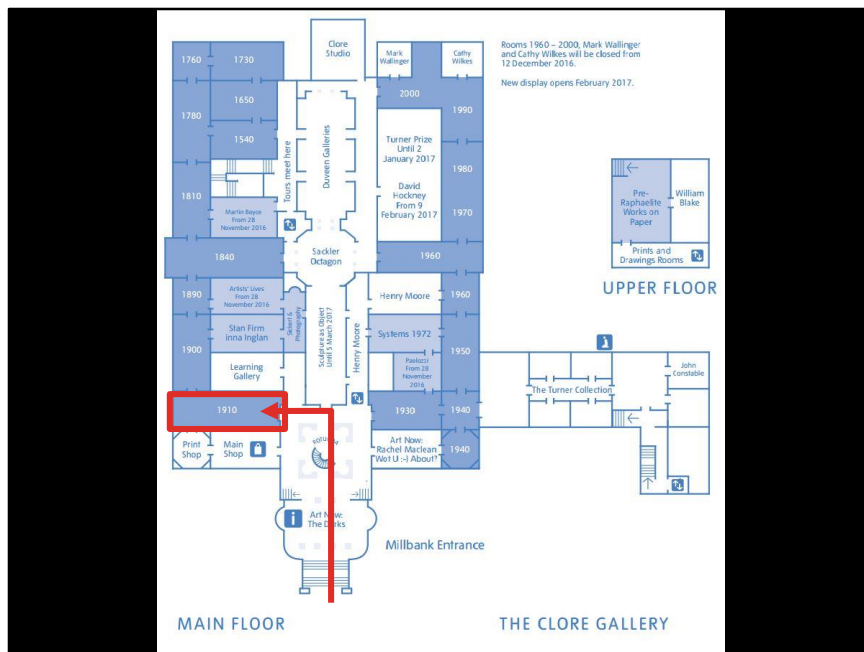 Clore
Studio
Mark
Wallinger
Cathy
Wilkes
Rooms 1960 – 2000, Mark Wallinger
and Cathy Wilkes will be closed from
12 December 2016.
New display opens February 2017.
1760
1730
2000
1650
1780
1990
1540
Tours meet here
Duveen Galleries
Turner Prize
Until 2
January 2017
David
Hockney
From 9
February 2017
1980
1810
1970
Martin Boyce
From 28
November 2016
Pre-
Raphaelite
Works on
Paper
William
Blake
Prints and
Drawings Rooms
UPPER FLOOR
1840
Sackler
Octagon
1960
1890
Artists' Lives
From 28
November 2016
Sickert &
Photography
Henry Moore
1960
Stan Firm
inna Inglan
1900
Sculpture as Object
Until 5 March 2017
Henry Moore
Systems 1972
1950
Learning
Gallery
Paolozzi
From 28
November
2016
The Turner Collection
John
Constable
1910
1930
1940
Print
Shop
Main
Shop
Rotunda
Art Now:
Rachel Maclean
Wot U :-) About?
1940
i
Art Now:
The
Millbank Entrance
MAIN FLOOR
THE CLORE GALLERY